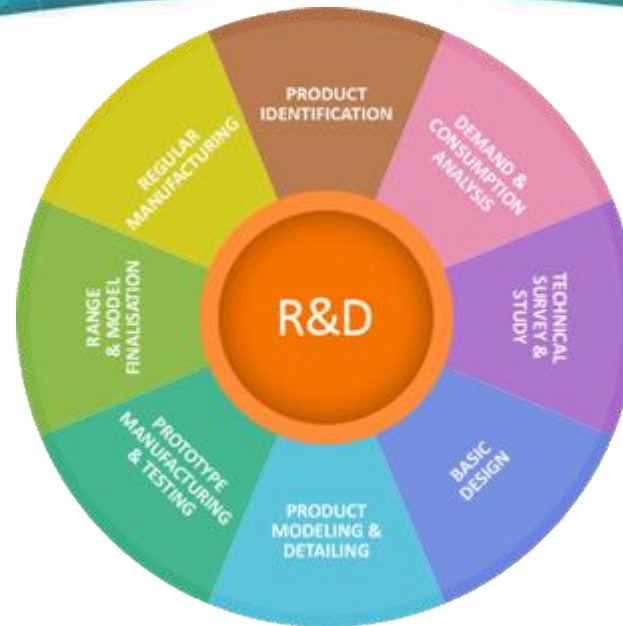 PRODUCT
IDENTIFICATION
DEMAND &
CONSUMPTION
ANALYSIS
TECHNICAL
SURVEY &
STUDY
BASIC
DESIGN
PRODUCT
MODELING &
DETAILING
PROTOTYPE
MANUFACTURING
& TESTING
RANGE
& MODEL
FINALISATION
REGULAR
MANUFACTURING
R&D